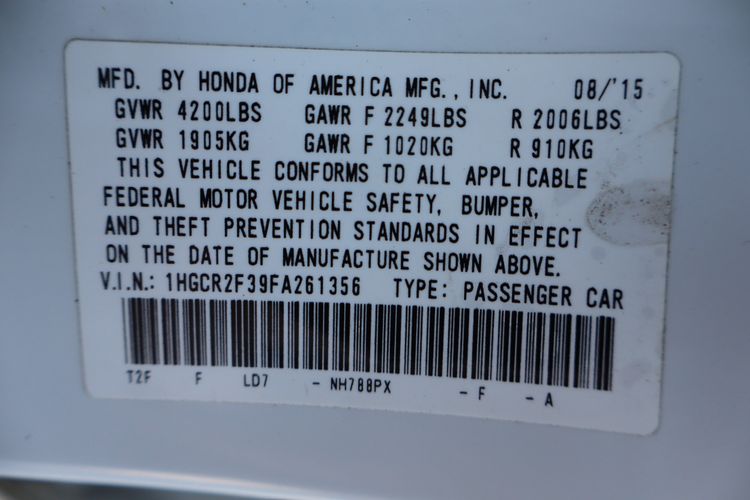 MFD. BY HONDA OF AMERICA MFG., INC. 08/'15
GVWR 4200LBS GAWR F 2249LBS R 2006LBS
GVWR 1905KG GAWR F 1020KG R 910KG
THIS VEHICLE CONFORMS TO ALL APPLICABLE
FEDERAL MOTOR VEHICLE SAFETY, BUMPER,
AND THEFT PREVENTION STANDARDS IN EFFECT
ON THE DATE OF MANUFACTURE SHOWN ABOVE.
V.I.N.: 1HGCR2F39FA261356 TYPE: PASSENGER CAR
T2F F LD7 - NH788PX - F - A